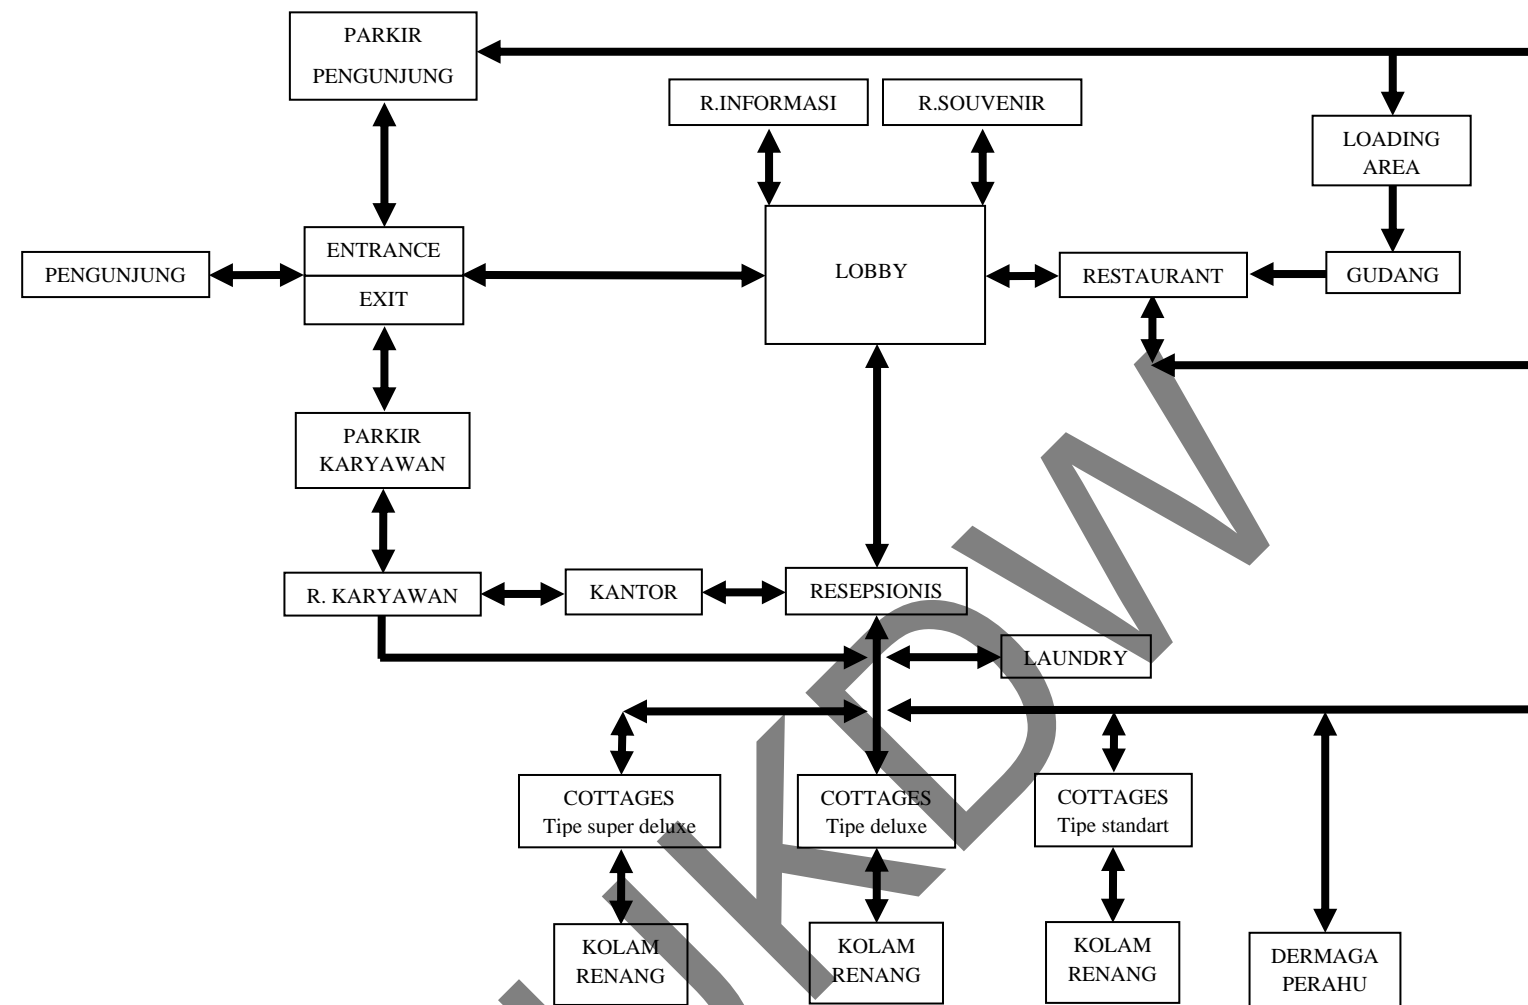 PARKIR
PENGUNJUNG
R.INFORMASI
R.SOUVENIR
LOADING
AREA
ENTRANCE
EXIT
PENGUNJUNG
LOBBY
RESTAURANT
GUDANG
PARKIR
KARYAWAN
R. KARYAWAN
KANTOR
RESEPSIONIS
LAUNDRY
COTTAGES
Tipe super deluxe
COTTAGES
Tipe deluxe
COTTAGES
Tipe standart
KOLAM
RENANG
KOLAM
RENANG
KOLAM
RENANG
DERMAGA
PERAHU
UKDW